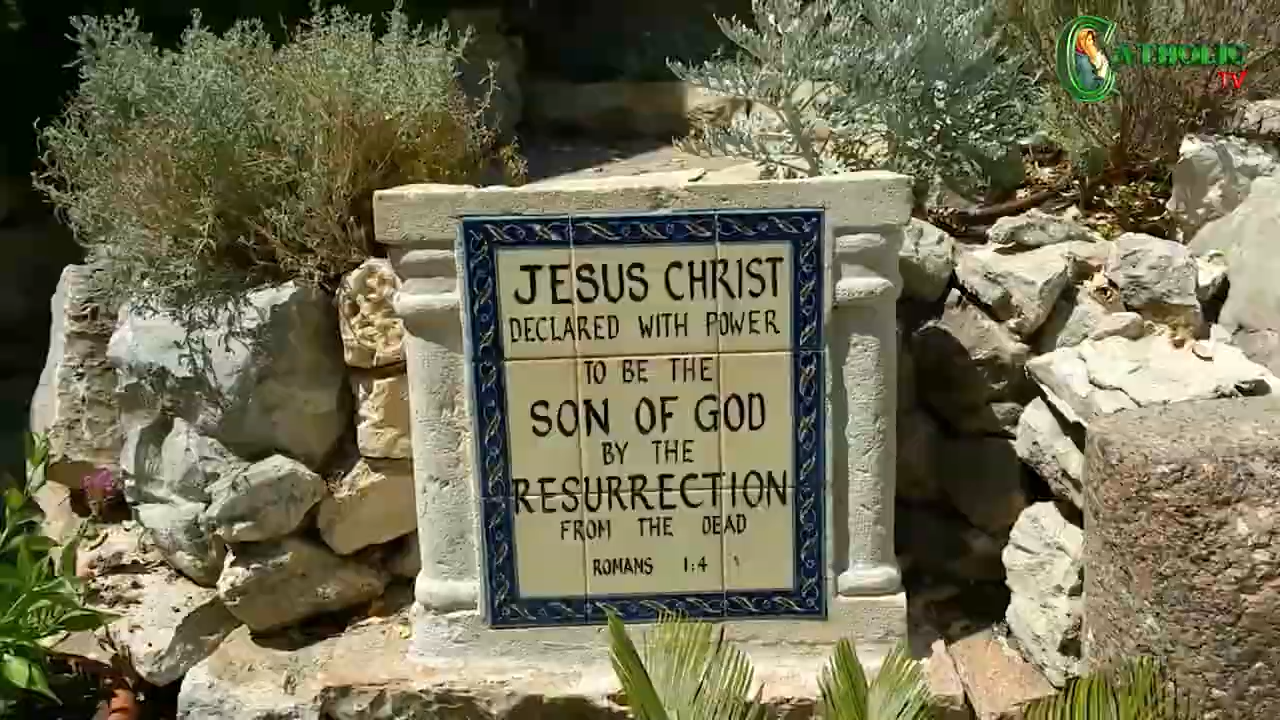 CATHOLIC
TV
JESUS CHRIST
DECLARED WITH POWER
TO BE THE
SON OF GOD
BY THE
RESURRECTION
FROM THE DEAD
ROMANS 1:4